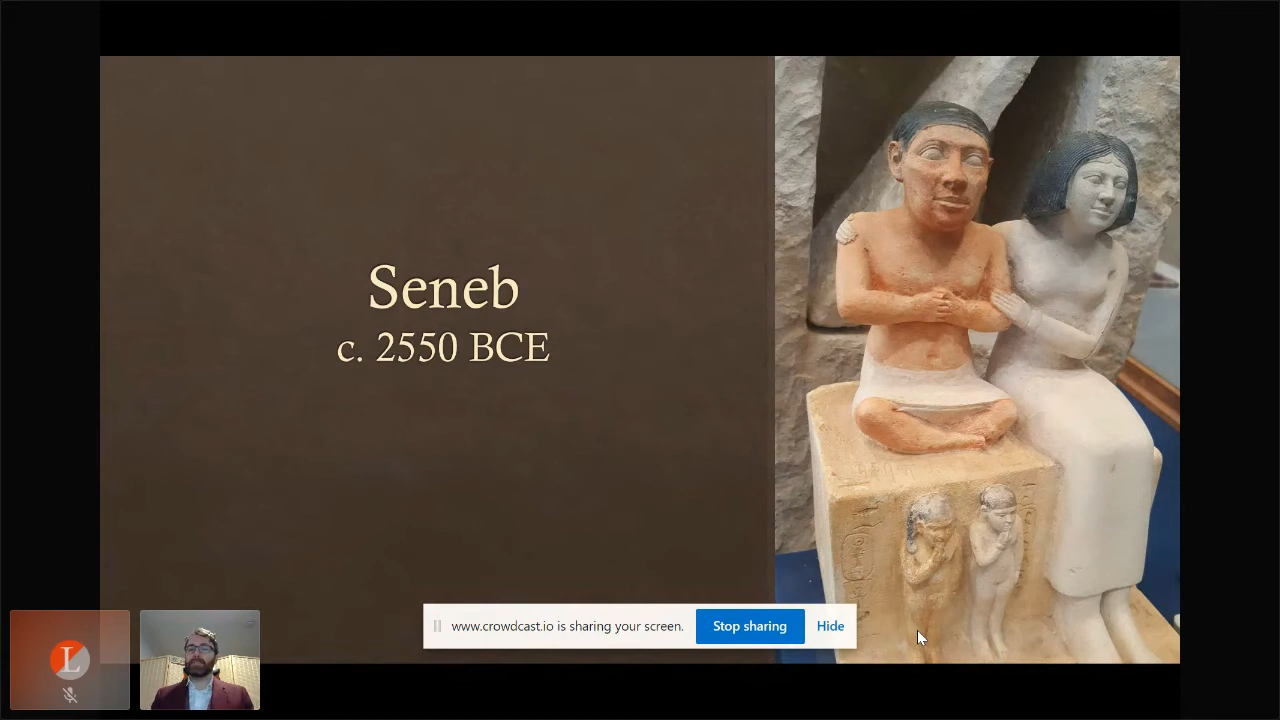 Seneb
c. 2550 BCE
www.crowdcast.io is sharing your screen.
Stop sharing
Hide
L